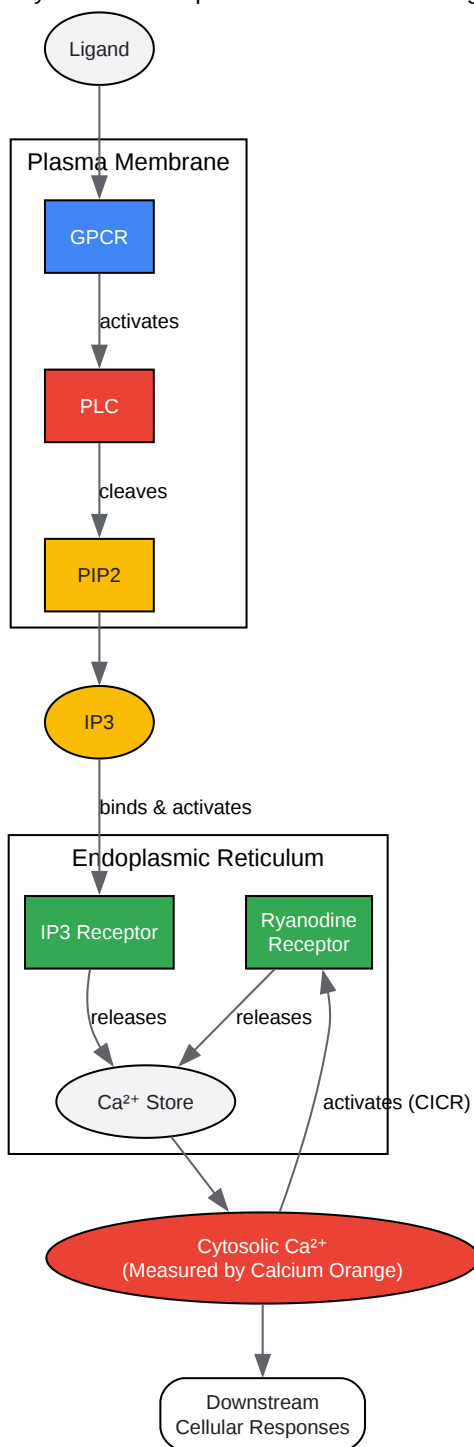 Ligand
Plasma Membrane
GPCR
activates
PLC
cleaves
PIP2
IP3
binds & activates
Endoplasmic Reticulum
IP3 Receptor
Ryanodine
Receptor
releases
releases
Ca²⁺ Store
activates (CICR)
Cytosolic Ca²⁺
(Measured by Calcium Orange)
Downstream
Cellular Responses